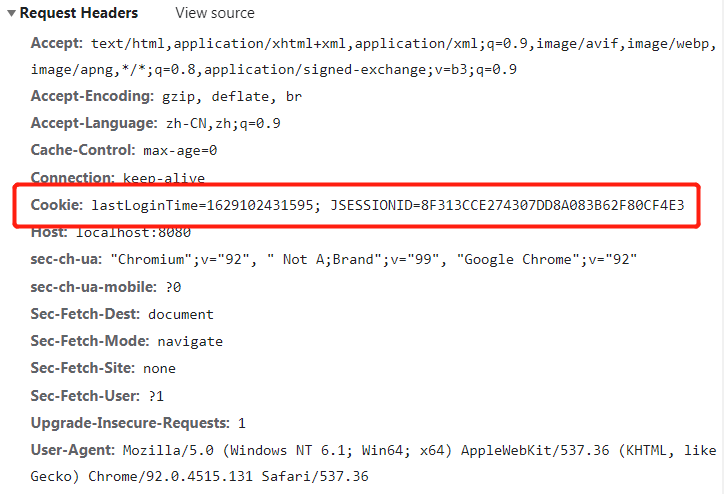 Request Headers View source
Accept: text/html,application/xhtml+xml,application/xml;q=0.9,image/avif,image/webp,
image/apng,*/*;q=0.8,application/signed-exchange;v=b3;q=0.9
Accept-Encoding: gzip, deflate, br
Accept-Language: zh-CN,zh;q=0.9
Cache-Control: max-age=0
Connection: keep-alive
Cookie: lastLoginTime=1629102431595; JSESSIONID=8F313CCE274307DD8A083B62F80CF4E3
Host: localhost:8080
sec-ch-ua: "Chromium";v="92", " Not A;Brand";v="99", "Google Chrome";v="92"
sec-ch-ua-mobile: ?0
Sec-Fetch-Dest: document
Sec-Fetch-Mode: navigate
Sec-Fetch-Site: none
Sec-Fetch-User: ?1
Upgrade-Insecure-Requests: 1
User-Agent: Mozilla/5.0 (Windows NT 6.1; Win64; x64) AppleWebKit/537.36 (KHTML, like
Gecko) Chrome/92.0.4515.131 Safari/537.36